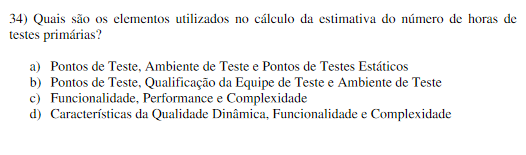 34) Quais são os elementos utilizados no cálculo da estimativa do número de horas de
testes primárias?
a) Pontos de Teste, Ambiente de Teste e Pontos de Testes Estáticos
b) Pontos de Teste, Qualificação da Equipe de Teste e Ambiente de Teste
c) Funcionalidade, Performance e Complexidade
d) Características da Qualidade Dinâmica, Funcionalidade e Complexidade